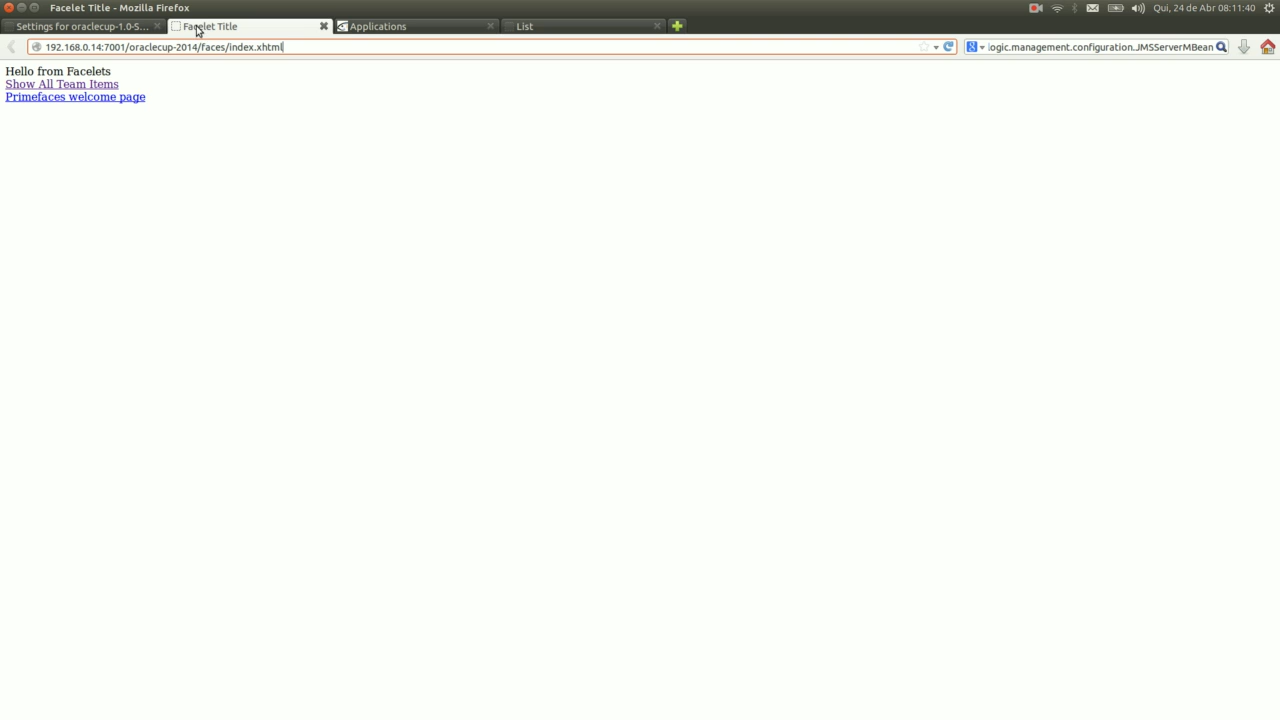 Facelet Title - Mozilla Firefox
Qui, 24 de Abr 08:11:40
Settings for oraclecup-1.0-S...
Facelet Title
Applications
List
192.168.0.14:7001/oraclecup-2014/faces/index.xhtml
logic.management.configuration.JMSServerMBean
Hello from Facelets
Show All Team Items
Primefaces welcome page